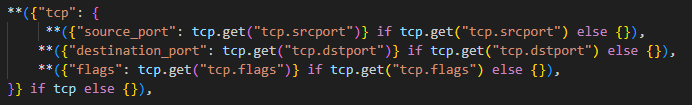 **({"tcp": {
**({"source_port": tcp.get("tcp.srcport")} if tcp.get("tcp.srcport") else {}),
**({"destination_port": tcp.get("tcp.dstport")} if tcp.get("tcp.dstport") else {}),
**({"flags": tcp.get("tcp.flags")} if tcp.get("tcp.flags") else {}),
}} if tcp else {}),